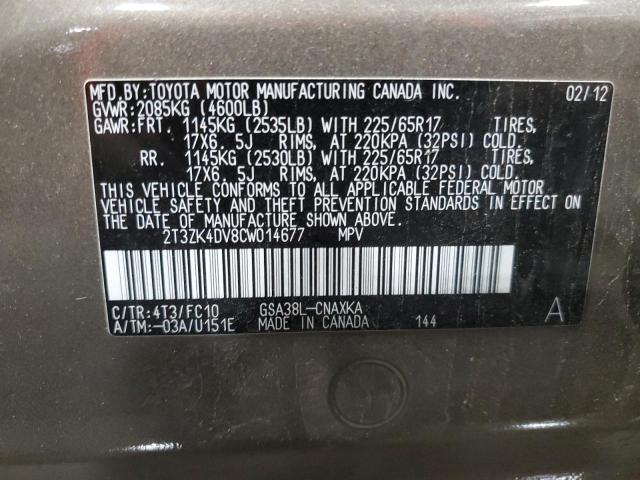 MFD.BY:TOYOTA MOTOR MANUFACTURING CANADA INC. 02/12
GVWR:2085KG (4600LB)
GAWR:FRT. 1145KG (2535LB) WITH 225/65R17 TIRES,
17X6.5J RIMS, AT 220KPA (32PSI) COLD.
RR. 1145KG (2530LB) WITH 225/65R17 TIRES,
17X6.5J RIMS, AT 220KPA (32PSI) COLD.
THIS VEHICLE CONFORMS TO ALL APPLICABLE FEDERAL MOTOR
VEHICLE SAFETY AND THEFT PREVENTION STANDARDS IN EFFECT ON
THE DATE OF MANUFACTURE SHOWN ABOVE.
2T3ZK4DV8CW014677 MPV
C/TR:4T3/FC10 GSA38L-CNAXKA A
A/TM:-03A/U151E MADE IN CANADA 144